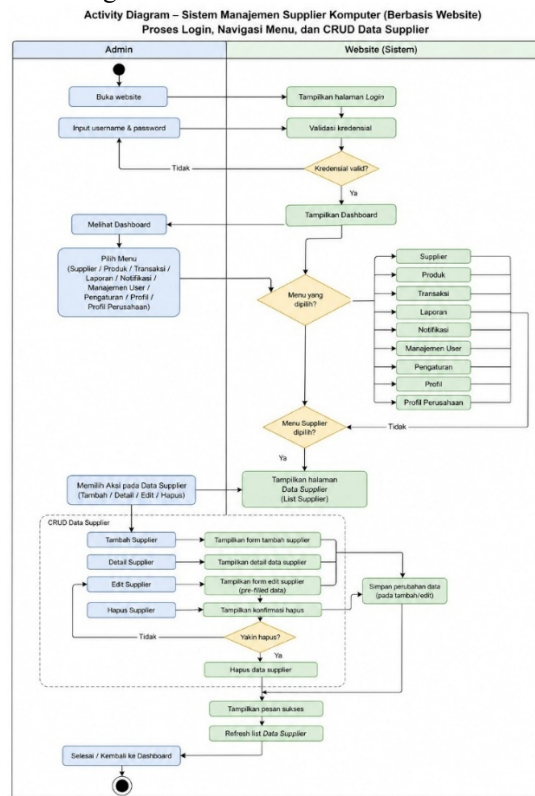 Activity Diagram – Sistem Manajemen Supplier Komputer (Berbasis Website)
Proses Login, Navigasi Menu, dan CRUD Data Supplier
Admin
Website (Sistem)
Buka website
Tampilkan halaman Login
Input username & password
Validasi kredensial
Tidak
Kredensial valid?
Ya
Melihat Dashboard
Tampilkan Dashboard
Pilih Menu
(Supplier / Produk / Transaksi /
Laporan / Notifikasi /
Manajemen User /
Pengaturan / Profil /
Profil Perusahaan)
Menu yang
dipilih?
Supplier
Produk
Transaksi
Laporan
Notifikasi
Manajemen User
Pengaturan
Profil
Profil Perusahaan
Menu Supplier
dipilih?
Tidak
Ya
Memilih Aksi pada Data Supplier
(Tambah / Detail / Edit / Hapus)
Tampilkan halaman
Data Supplier
(List Supplier)
CRUD Data Supplier
Tambah Supplier
Tampilkan form tambah supplier
Detail Supplier
Tampilkan detail data supplier
Edit Supplier
Tampilkan form edit supplier
(pre-filled data)
Simpan perubahan data
(pada tambah/edit)
Hapus Supplier
Tampilkan konfirmasi hapus
Tidak
Yakin hapus?
Ya
Hapus data supplier
Tampilkan pesan sukses
Refresh list Data Supplier
Selesai / Kembali ke Dashboard